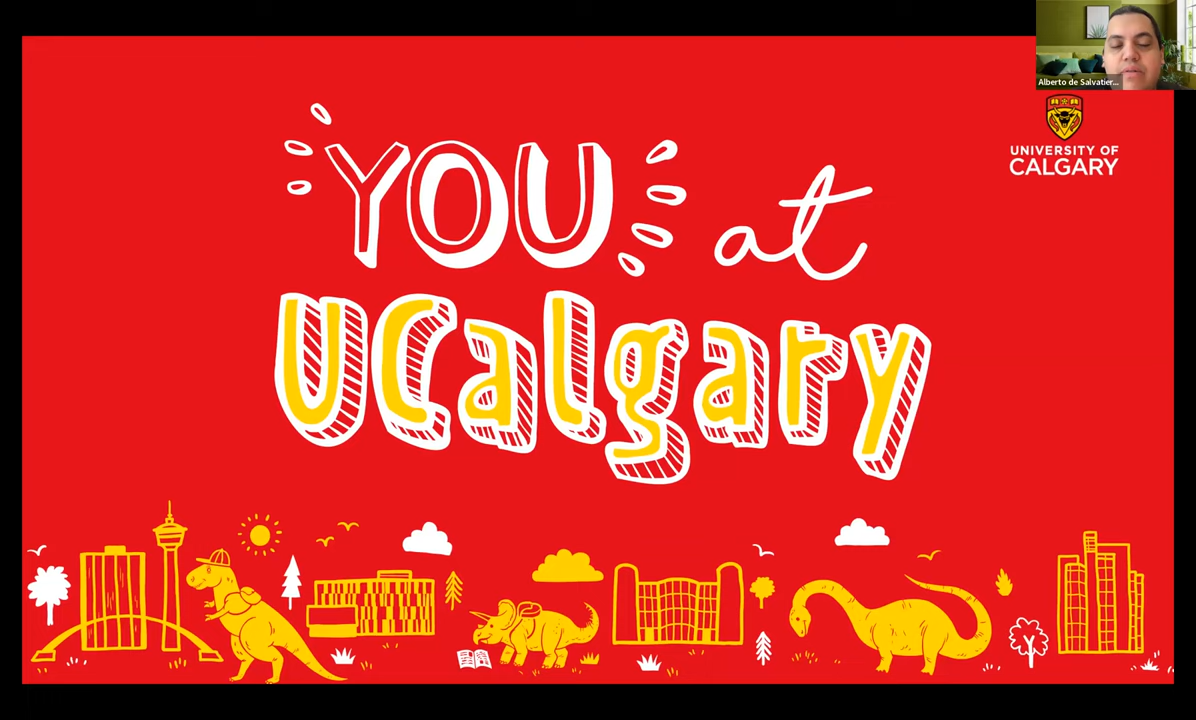 Alberto de Salvatier...
UNIVERSITY OF
CALGARY
YOU at
UCalgary